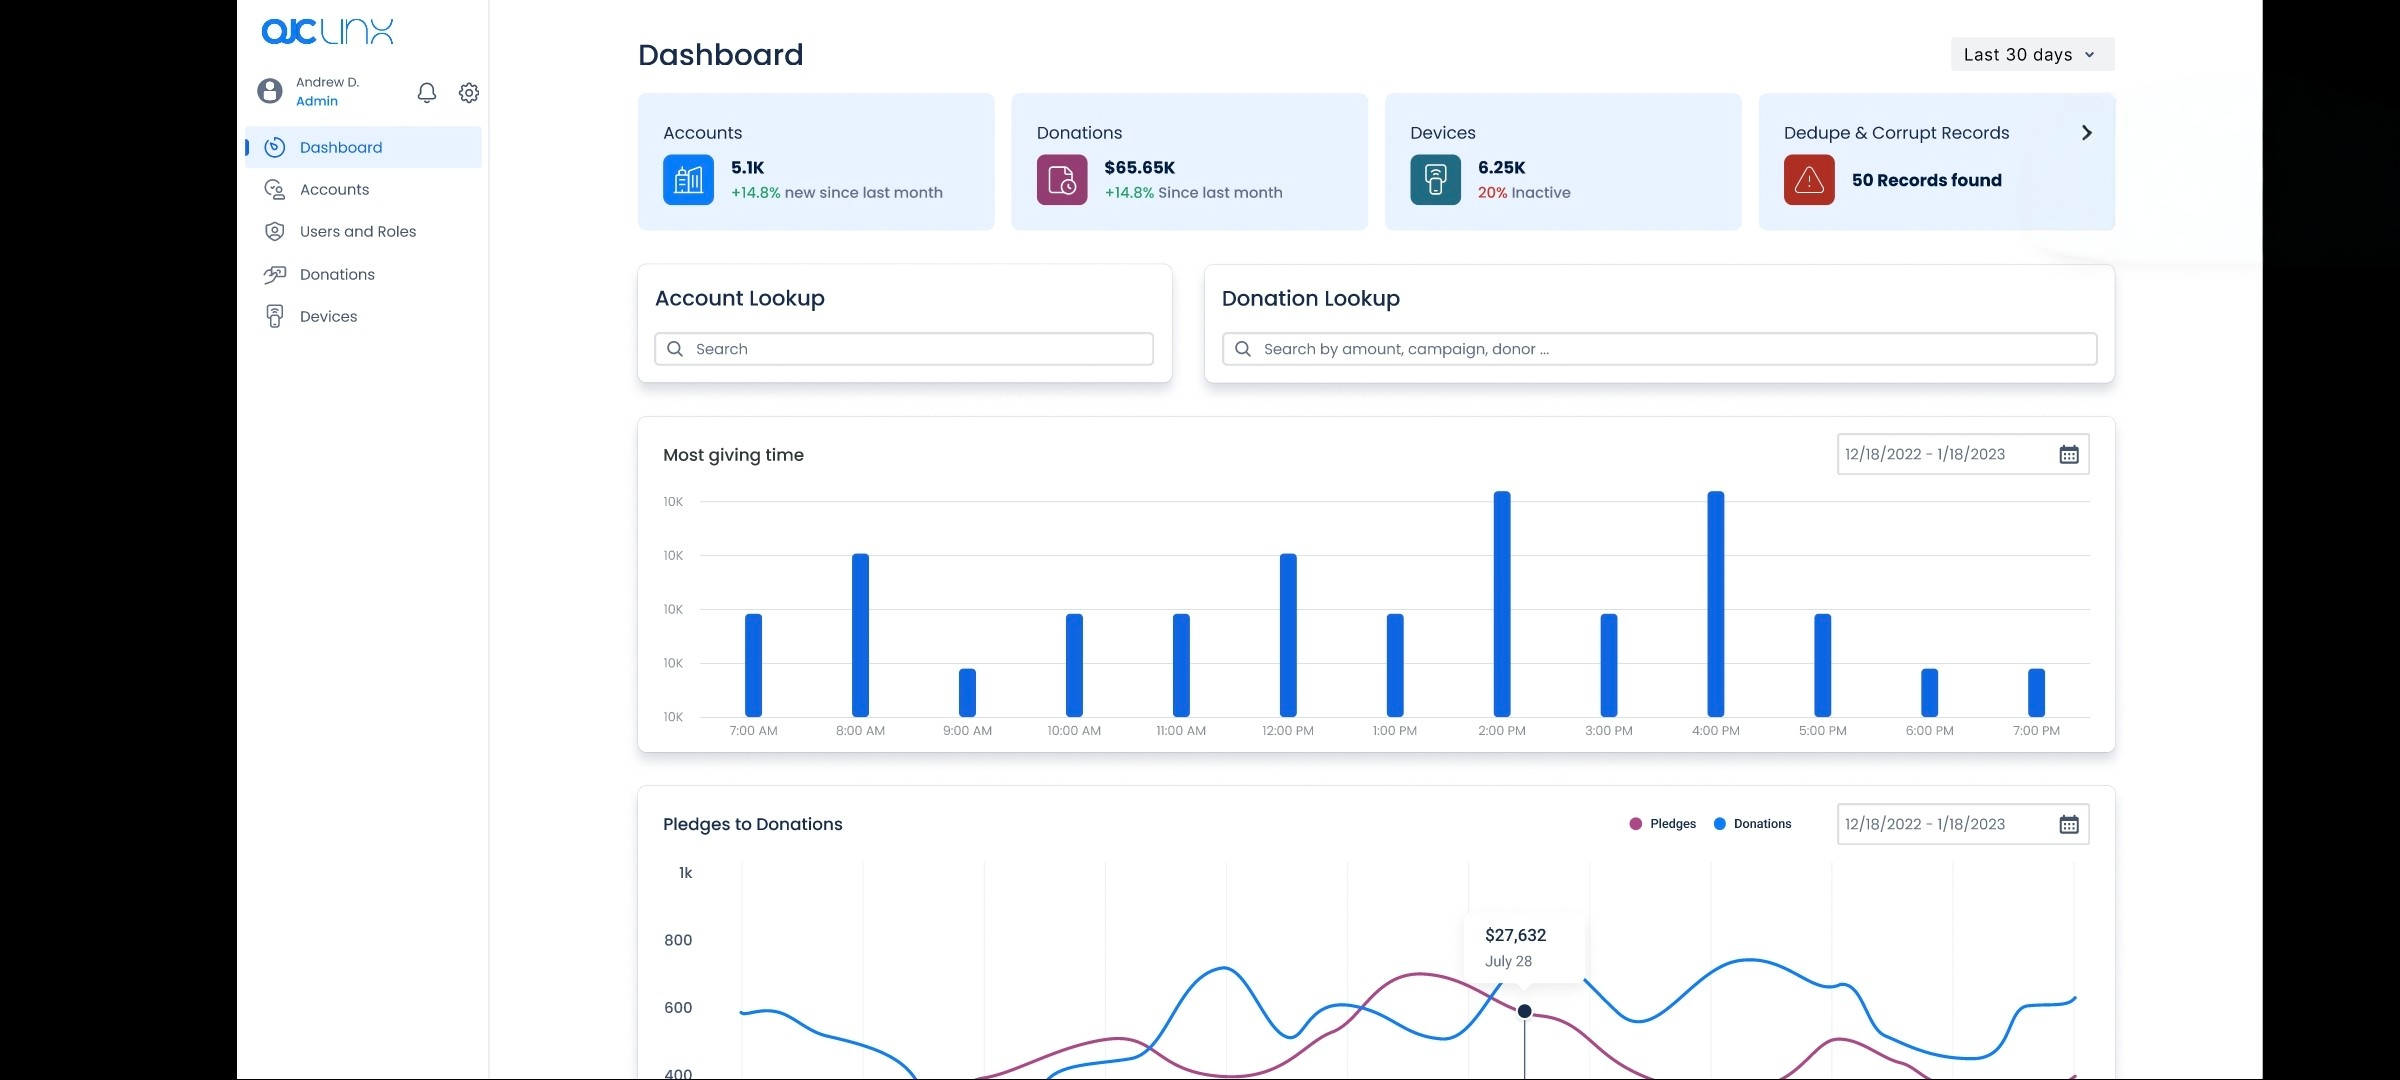 OJC LINX
Andrew D.
Admin
Dashboard
Accounts
Users and Roles
Donations
Devices
Dashboard
Last 30 days
Accounts
5.1K
+14.8% new since last month
Donations
$65.65K
+14.8% Since last month
Devices
6.25K
20% Inactive
Dedupe & Corrupt Records
50 Records found
Account Lookup
Search
Donation Lookup
Search by amount, campaign, donor ...
Most giving time
12/18/2022 - 1/18/2023
10K
10K
10K
10K
10K
7:00 AM 8:00 AM 9:00 AM 10:00 AM 11:00 AM 12:00 PM 1:00 PM 2:00 PM 3:00 PM 4:00 PM 5:00 PM 6:00 PM 7:00 PM
Pledges to Donations
Pledges Donations
12/18/2022 - 1/18/2023
1k
800
600
400
$27,632
July 28